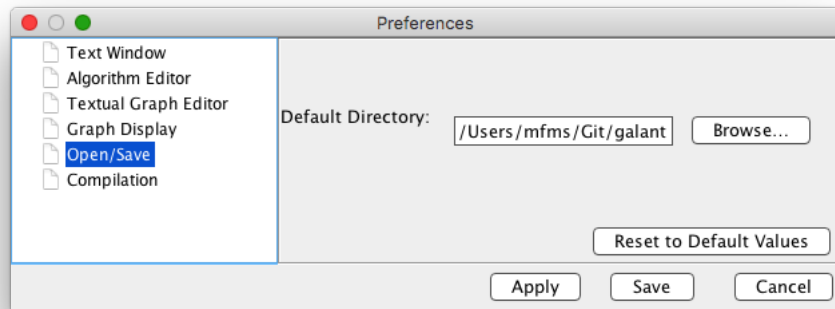 Preferences
Text Window
Algorithm Editor
Textual Graph Editor
Graph Display
Open/Save
Compilation
Default Directory:
/Users/mfms/Git/galant
Browse...
Reset to Default Values
Apply
Save
Cancel